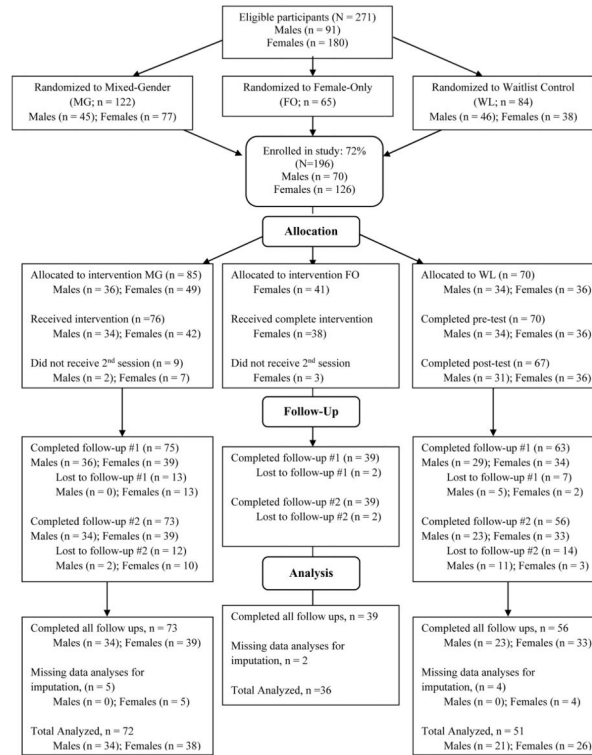 Eligible participants (N = 271)
Males (n = 91)
Females (n = 180)
Randomized to Mixed-Gender
(MG; n = 122)
Males (n = 45); Females (n = 77)
Randomized to Female-Only
(FO; n = 65)
Randomized to Waitlist Control
(WL; n = 84)
Males (n = 46); Females (n = 38)
Enrolled in study: 72%
(N=196)
Males (n = 70)
Females (n = 126)
Allocation
Allocated to intervention MG (n = 85)
Males (n = 36); Females (n = 49)
Received intervention (n =76)
Males (n = 34); Females (n = 42)
Did not receive 2nd session (n = 9)
Males (n = 2); Females (n = 7)
Allocated to intervention FO
Females (n = 41)
Received complete intervention
Females (n =38)
Did not receive 2nd session
Females (n = 3)
Allocated to WL (n = 70)
Males (n = 34); Females (n = 36)
Completed pre-test (n = 70)
Males (n = 34); Females (n = 36)
Completed post-test (n = 67)
Males (n = 31); Females (n = 36)
Follow-Up
Completed follow-up #1 (n = 75)
Males (n = 36); Females (n = 39)
Lost to follow-up #1 (n = 13)
Males (n = 0); Females (n = 13)
Completed follow-up #2 (n = 73)
Males (n = 34); Females (n = 39)
Lost to follow-up #2 (n = 12)
Males (n = 2); Females (n = 10)
Completed follow-up #1 (n = 39)
Lost to follow-up #1 (n = 2)
Completed follow-up #2 (n = 39)
Lost to follow-up #2 (n = 2)
Completed follow-up #1 (n = 63)
Males (n = 29); Females (n = 34)
Lost to follow-up #1 (n = 7)
Males (n = 5); Females (n = 2)
Completed follow-up #2 (n = 56)
Males (n = 23); Females (n = 33)
Lost to follow-up #2 (n = 14)
Males (n = 11); Females (n = 3)
Analysis
Completed all follow ups, n = 73
Males (n = 34); Females (n = 39)
Missing data analyses for
imputation, (n = 5)
Males (n = 0); Females (n = 5)
Total Analyzed, n = 72
Males (n = 34); Females (n = 38)
Completed all follow ups, n = 39
Missing data analyses for
imputation, n = 2
Total Analyzed, n =36
Completed all follow ups, n = 56
Males (n = 23); Females (n = 33)
Missing data analyses for
imputation, (n = 4)
Males (n = 0); Females (n = 4)
Total Analyzed, n = 51
Males (n = 21); Females (n = 26)